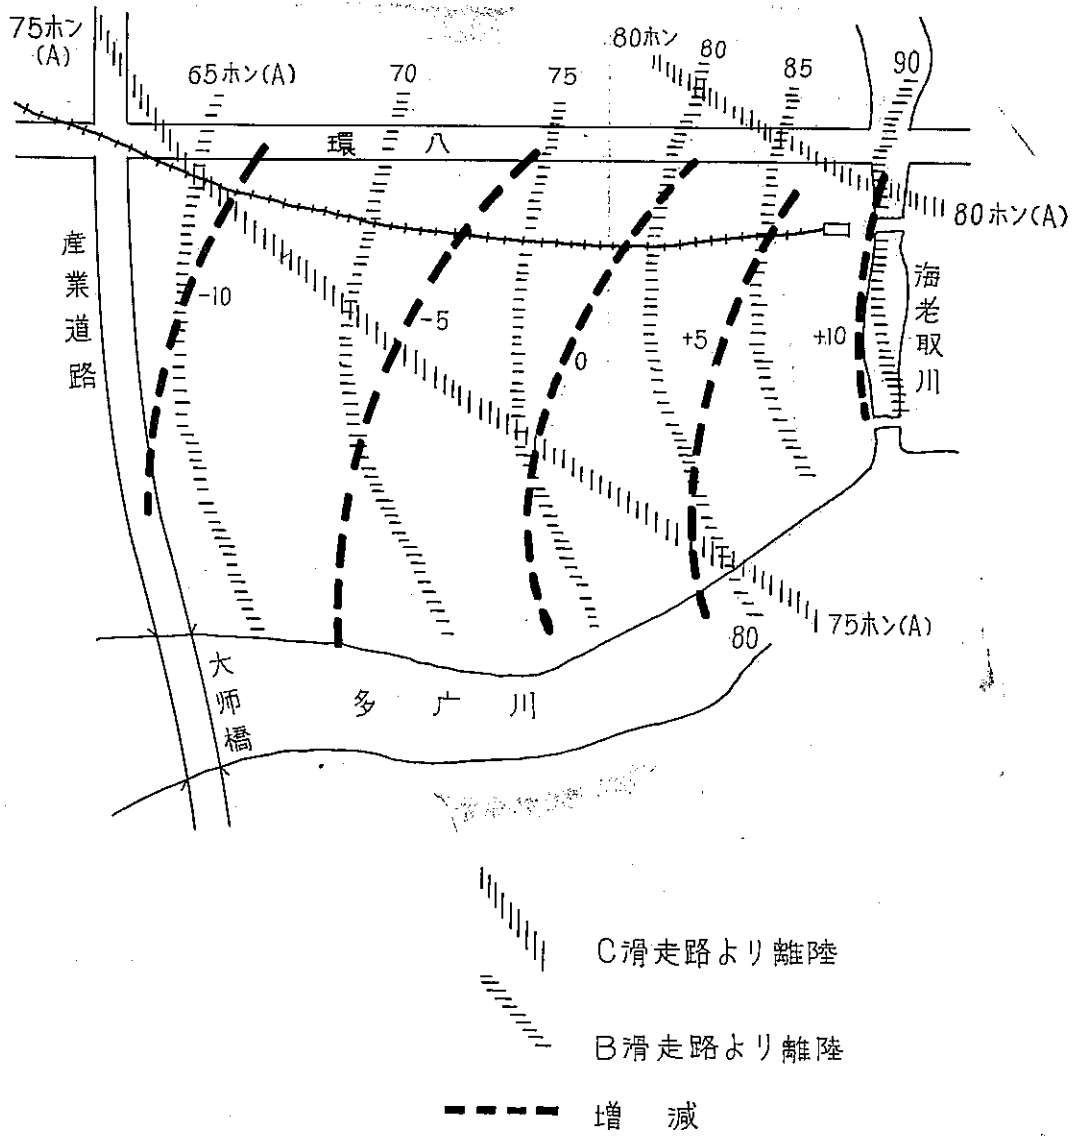 75ホン
(A)
65ホン(A)
70
75
80ホン
80
85
90
環八
80ホン(A)
産業道路
-10
-5
0
+5
+10
海老取川
75ホン(A)
80
大师橋
多广川
C滑走路より離陸
B滑走路より離陸
増減